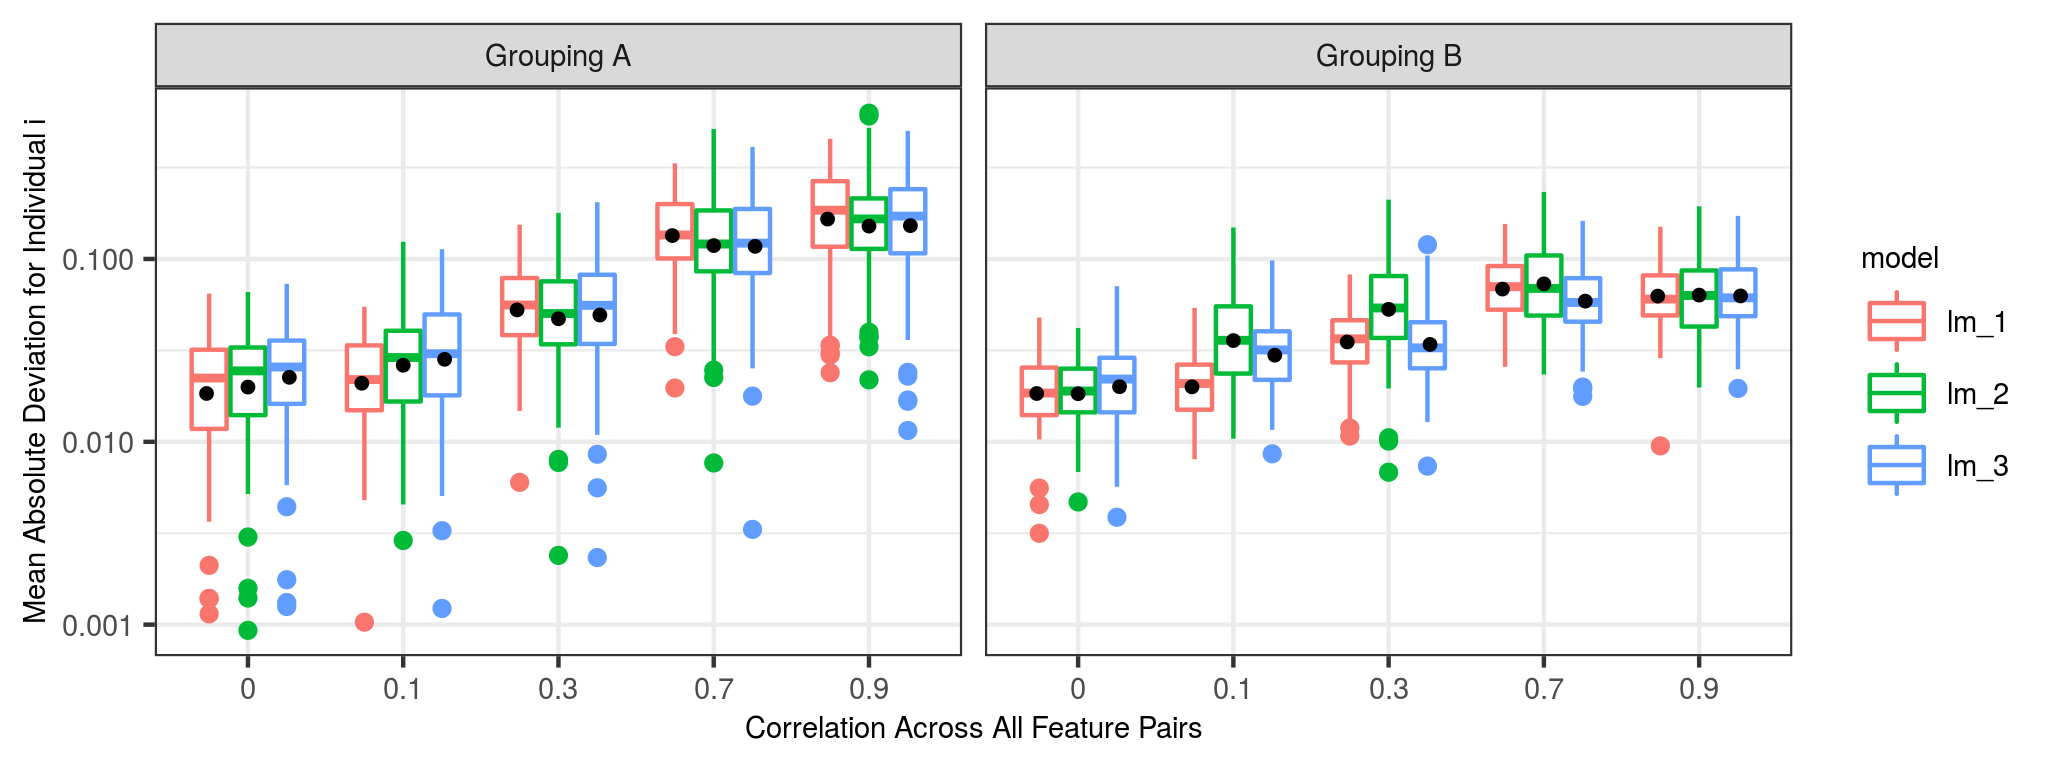 Grouping A
Grouping B
Mean Absolute Deviation for Individual i
0.100
0.010
0.001
0 0.1 0.3 0.7 0.9
0 0.1 0.3 0.7 0.9
Correlation Across All Feature Pairs
model
lm_1
lm_2
lm_3